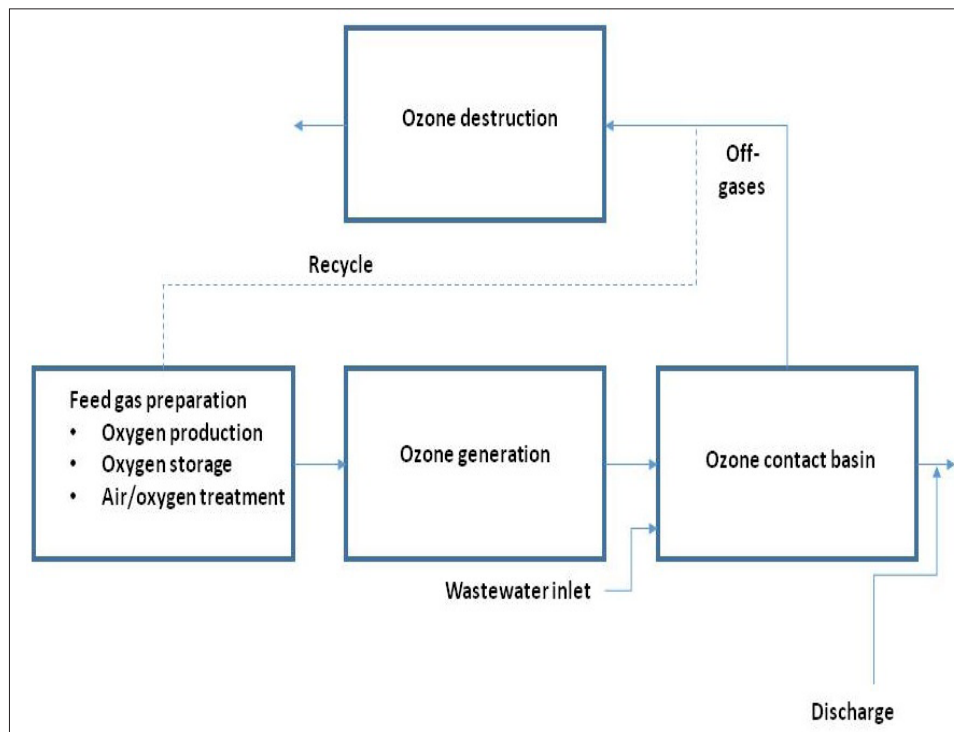 Ozone destruction
Off-
gases
Recycle
Feed gas preparation
• Oxygen production
• Oxygen storage
• Air/oxygen treatment
Ozone generation
Ozone contact basin
Wastewater inlet
Discharge